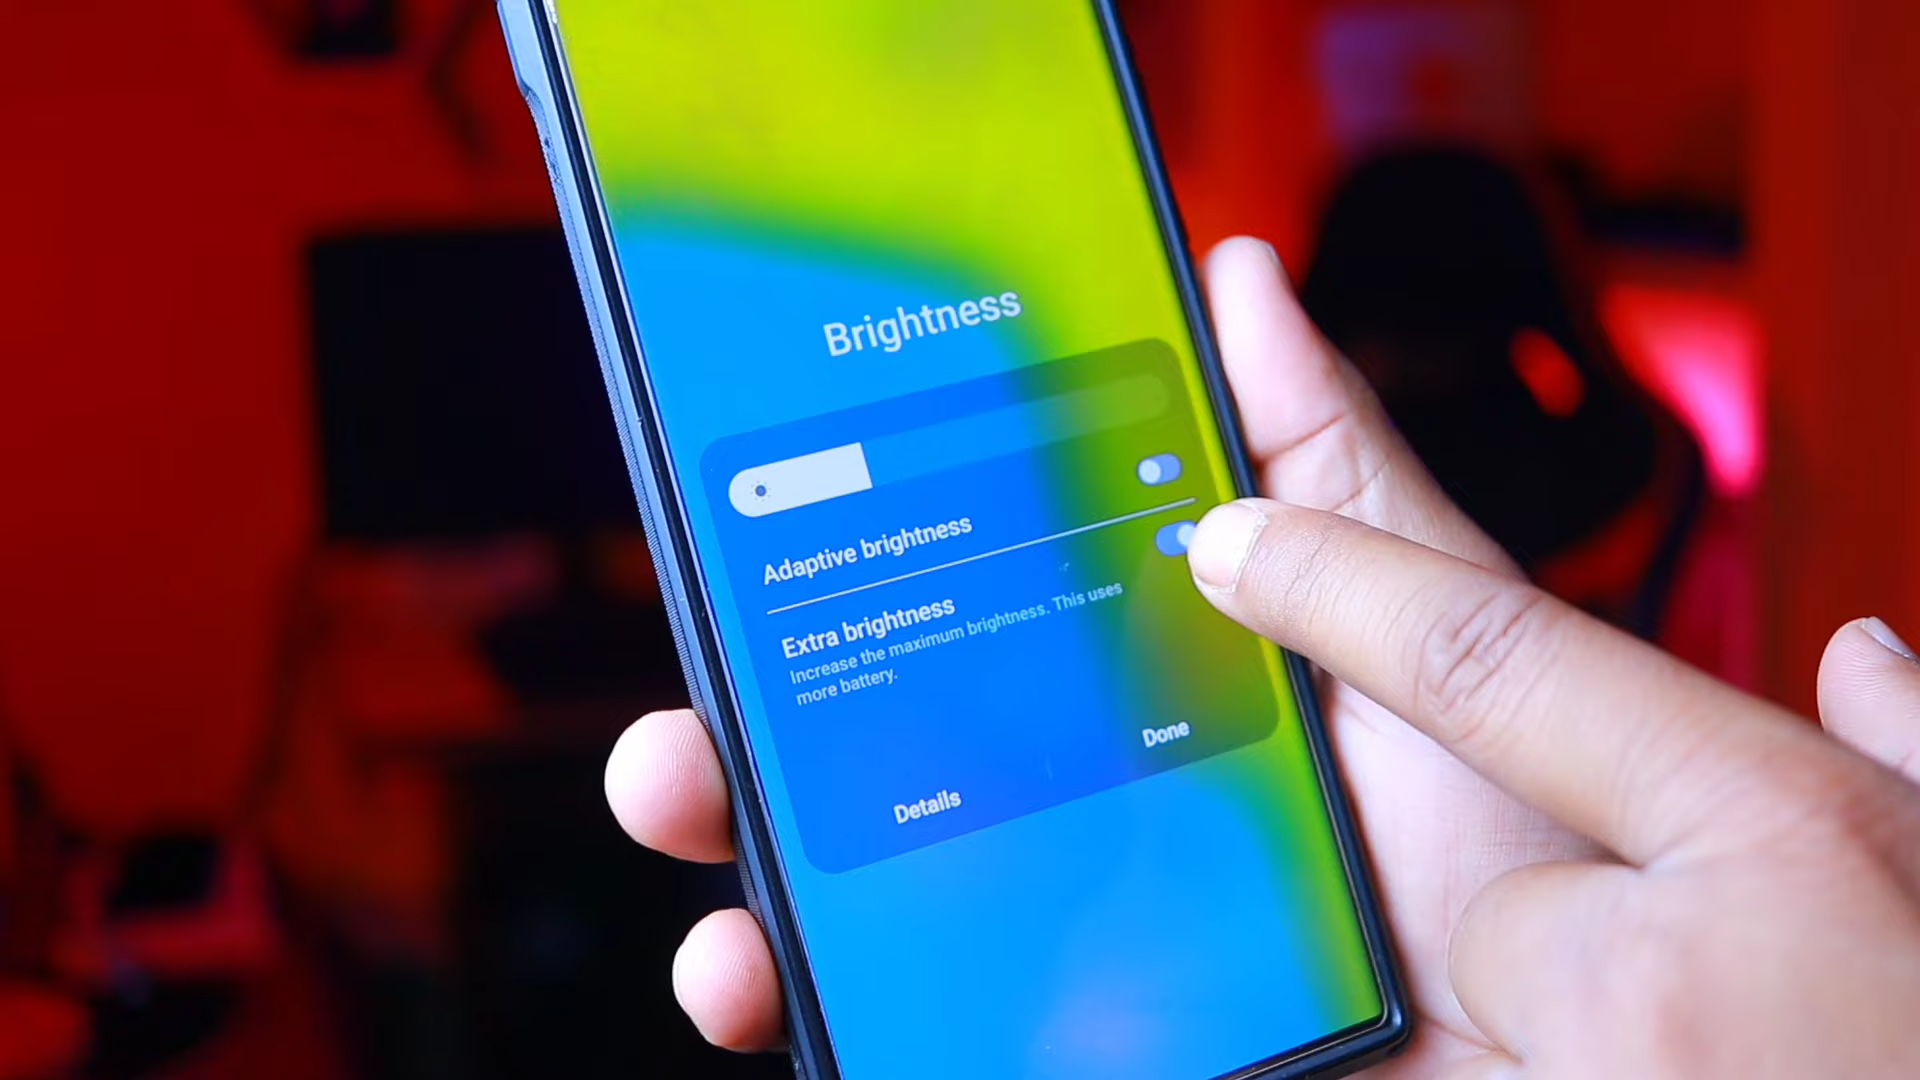 Brightness
Adaptive brightness
Extra brightness
Increase the maximum brightness. This uses
more battery.
Details
Done